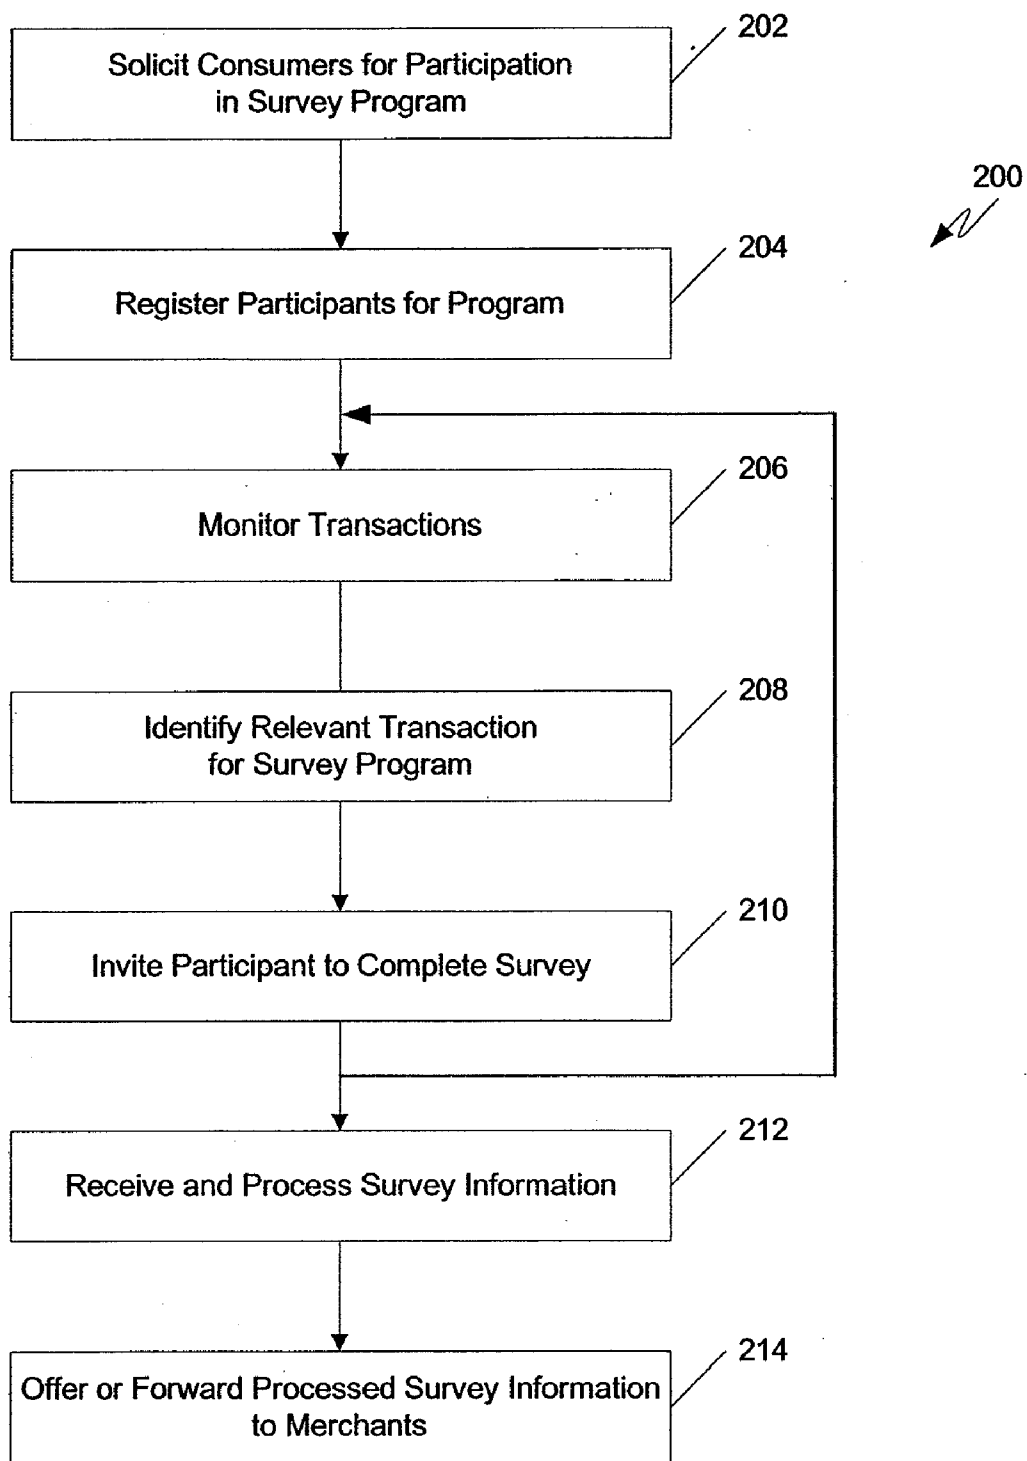 202
Solicit Consumers for Participation
in Survey Program
200
204
Register Participants for Program
206
Monitor Transactions
208
Identify Relevant Transaction
for Survey Program
210
Invite Participant to Complete Survey
212
Receive and Process Survey Information
214
Offer or Forward Processed Survey Information
to Merchants